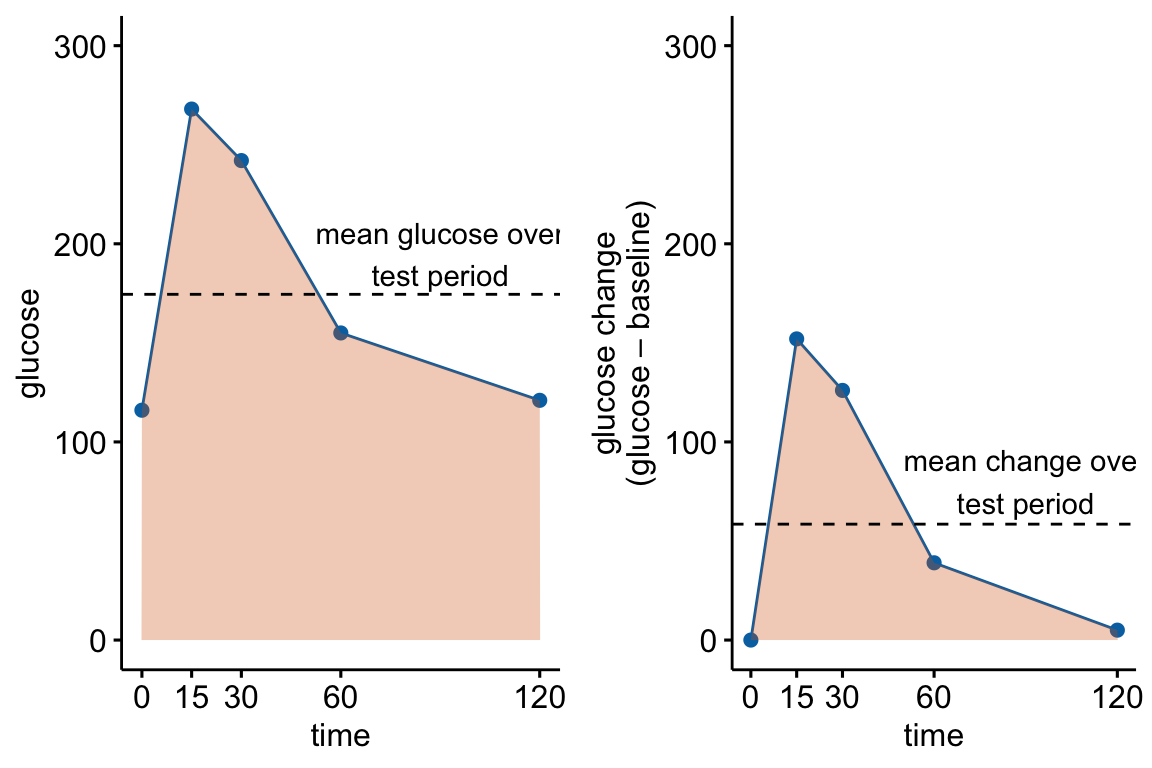 300
200
100
0
glucose
mean glucose over
test period
0 15 30 60 120
time
300
200
100
0
glucose change
(glucose – baseline)
mean change ove
test period
0 15 30 60 120
time